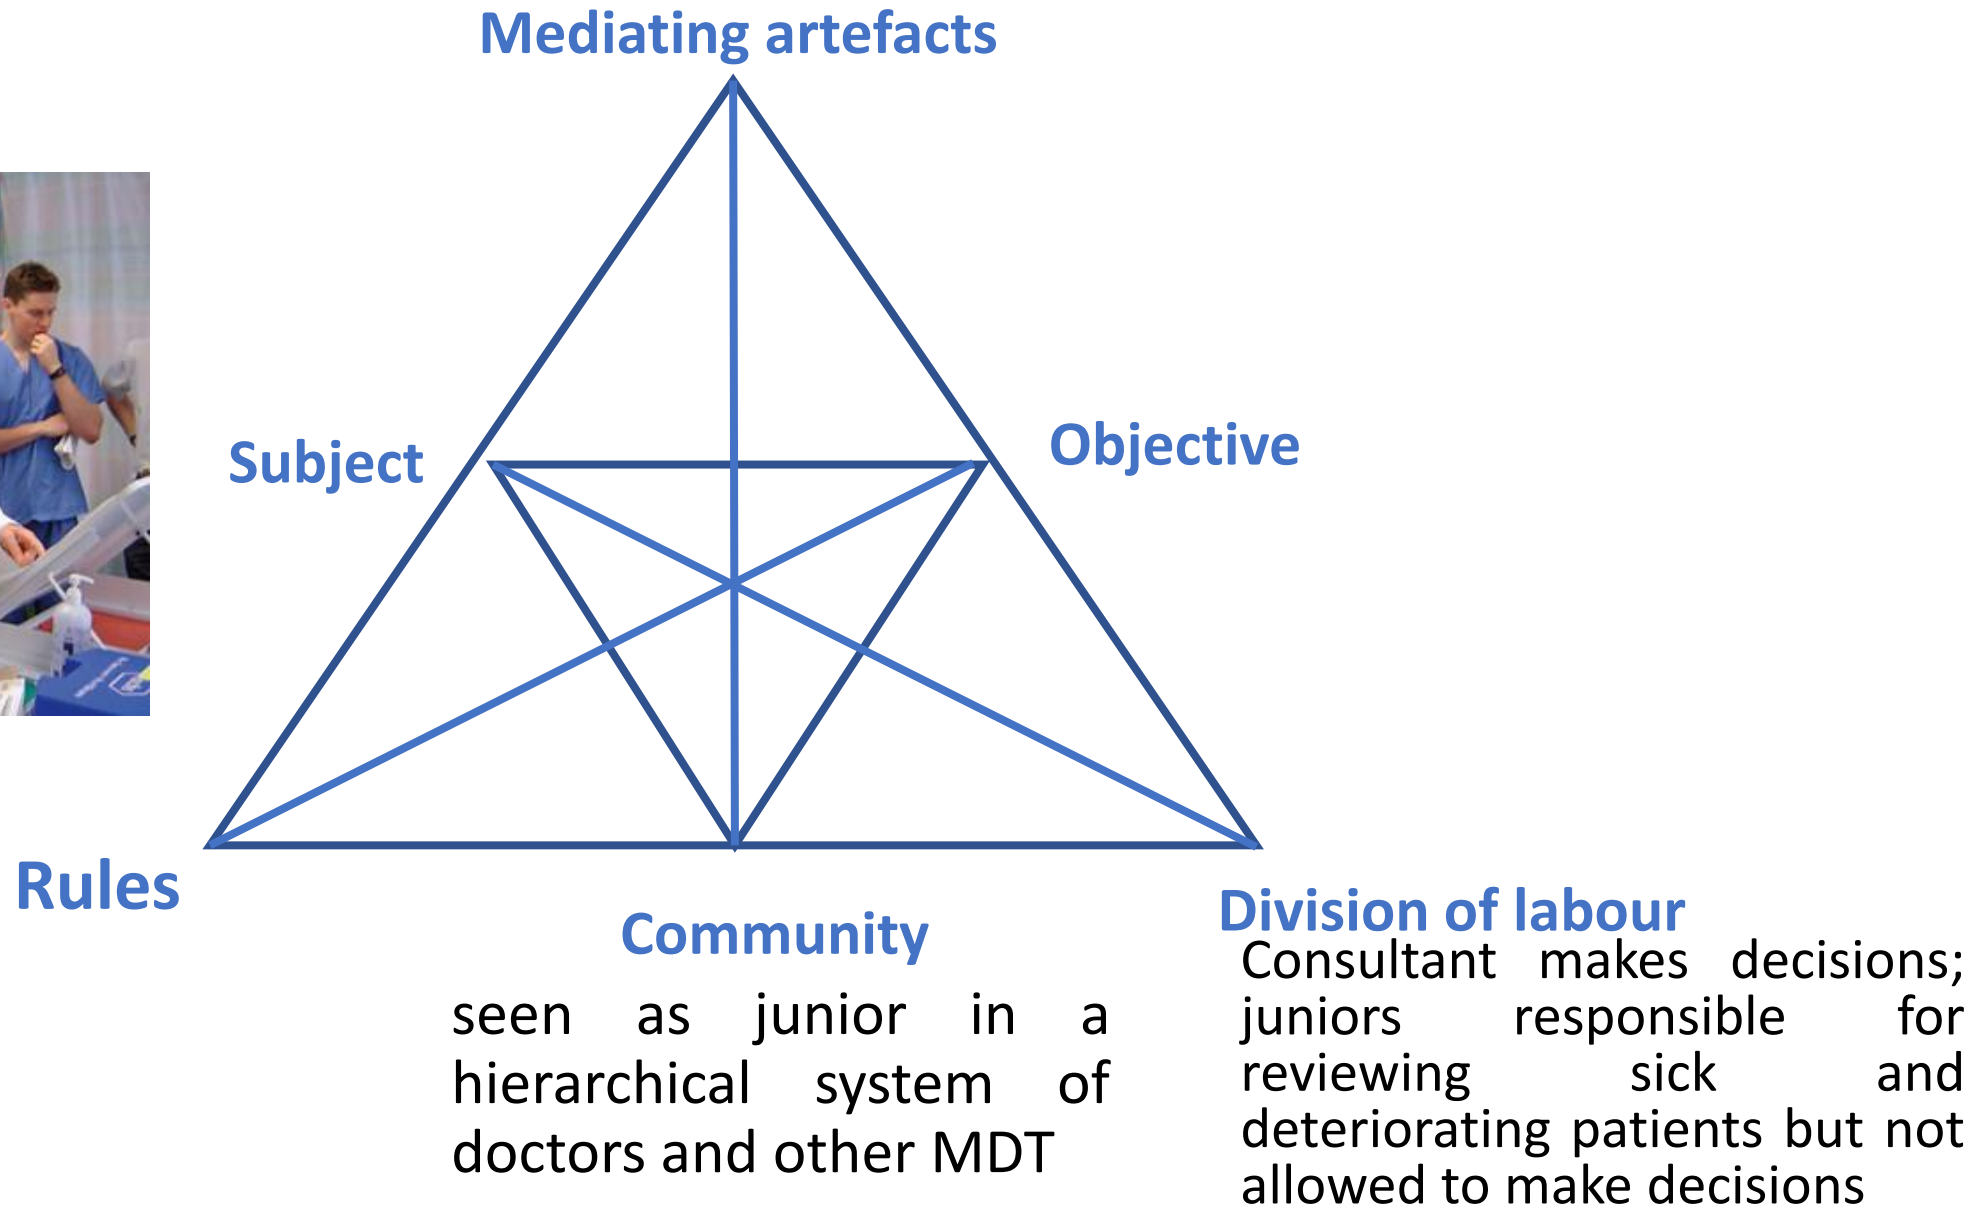 Mediating artefacts
Subject
Objective
Rules
Community
seen as junior in a
hierarchical system of
doctors and other MDT
Division of labour
Consultant makes decisions;
juniors responsible for
reviewing sick and
deteriorating patients but not
allowed to make decisions